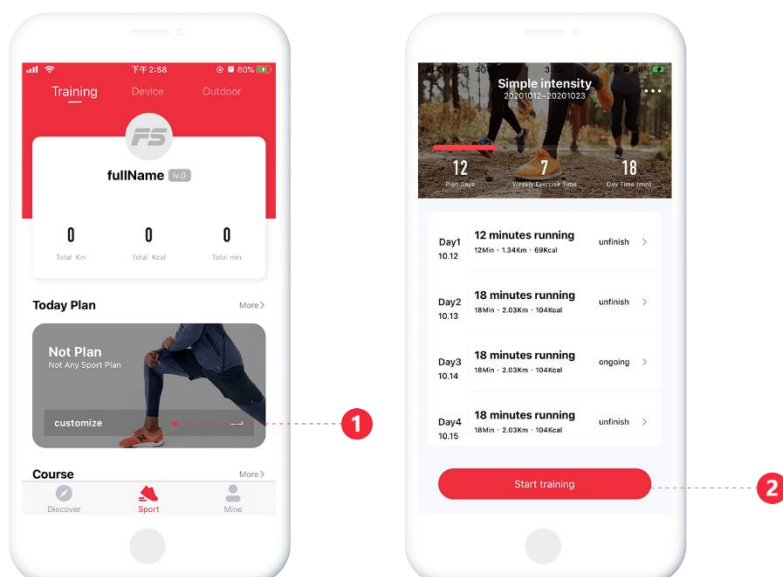 下午2:58
80%
Training Device Outdoor
FS
fullName lv.0
0 0 0
Total Km Total Kcal Total min
Today Plan More >
Not Plan
Not Any Sport Plan
customize
1
Course More >
Discover Sport Mine
Simple intensity
20201012~20201023
12 7 18
Plan Days Weekly Exercise Time Day Time (min)
Day1 12 minutes running unfinish >
10.12 12Min · 1.34Km · 69Kcal
Day2 18 minutes running unfinish >
10.13 18Min · 2.03Km · 104Kcal
Day3 18 minutes running ongoing >
10.14 18Min · 2.03Km · 104Kcal
Day4 18 minutes running unfinish >
10.15 18Min · 2.03Km · 104Kcal
Start training
2